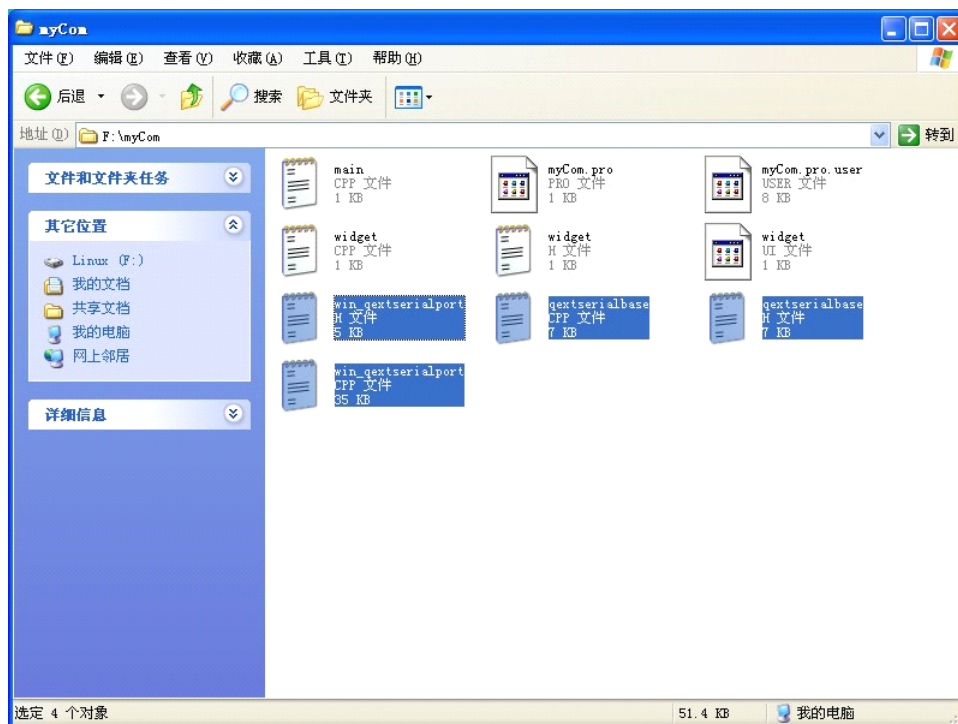 myCom
文件(F) 编辑(E) 查看(V) 收藏(A) 工具(T) 帮助(H)
后退 搜索 文件夹
地址(D) F:\myCom 转到
文件和文件夹任务
其它位置
Linux (F:)
我的文档
共享文档
我的电脑
网上邻居
详细信息
main
CPP 文件
1 KB
myCom.pro
PRO 文件
1 KB
myCom.pro.user
USER 文件
8 KB
widget
CPP 文件
1 KB
widget
H 文件
1 KB
widget
UI 文件
1 KB
win_qextserialport
H 文件
5 KB
qextserialbase
CPP 文件
7 KB
qextserialbase
H 文件
7 KB
win_qextserialport
CPP 文件
35 KB
选定 4 个对象 51.4 KB 我的电脑